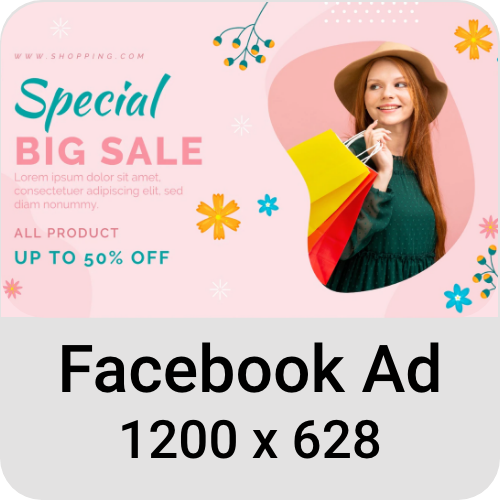 WWW.SHOPPING.COM
Special
BIG SALE
Lorem ipsum dolor sit amet,
consectetuer adipiscing elit, sed
diam nonummy.
ALL PRODUCT
UP TO 50% OFF
Facebook Ad
1200 x 628